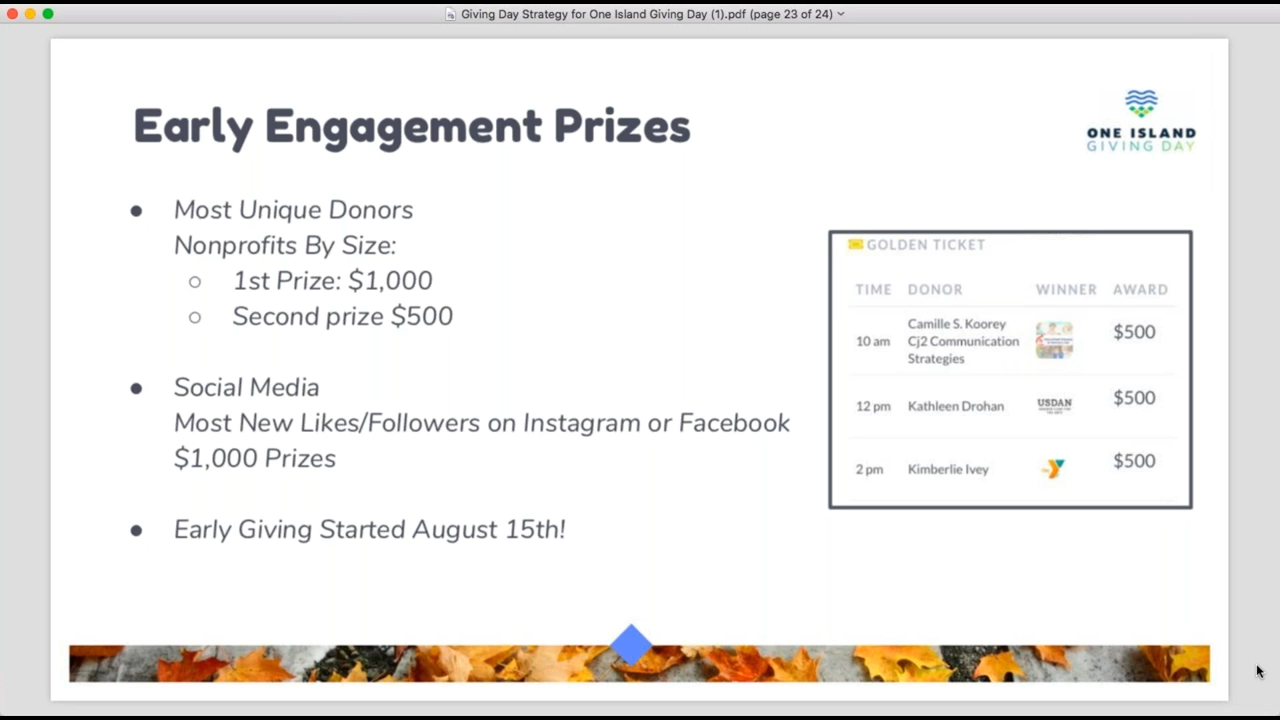 Giving Day Strategy for One Island Giving Day (1).pdf (page 23 of 24)
Early Engagement Prizes
ONE ISLAND
GIVING DAY
Most Unique Donors
Nonprofits By Size:
1st Prize: $1,000
Second prize $500
Social Media
Most New Likes/Followers on Instagram or Facebook
$1,000 Prizes
Early Giving Started August 15th!
GOLDEN TICKET
TIME DONOR WINNER AWARD
10 am Camille S. Koorey $500
Cj2 Communication
Strategies
12 pm Kathleen Drohan USDAN $500
2 pm Kimberlie Ivey $500